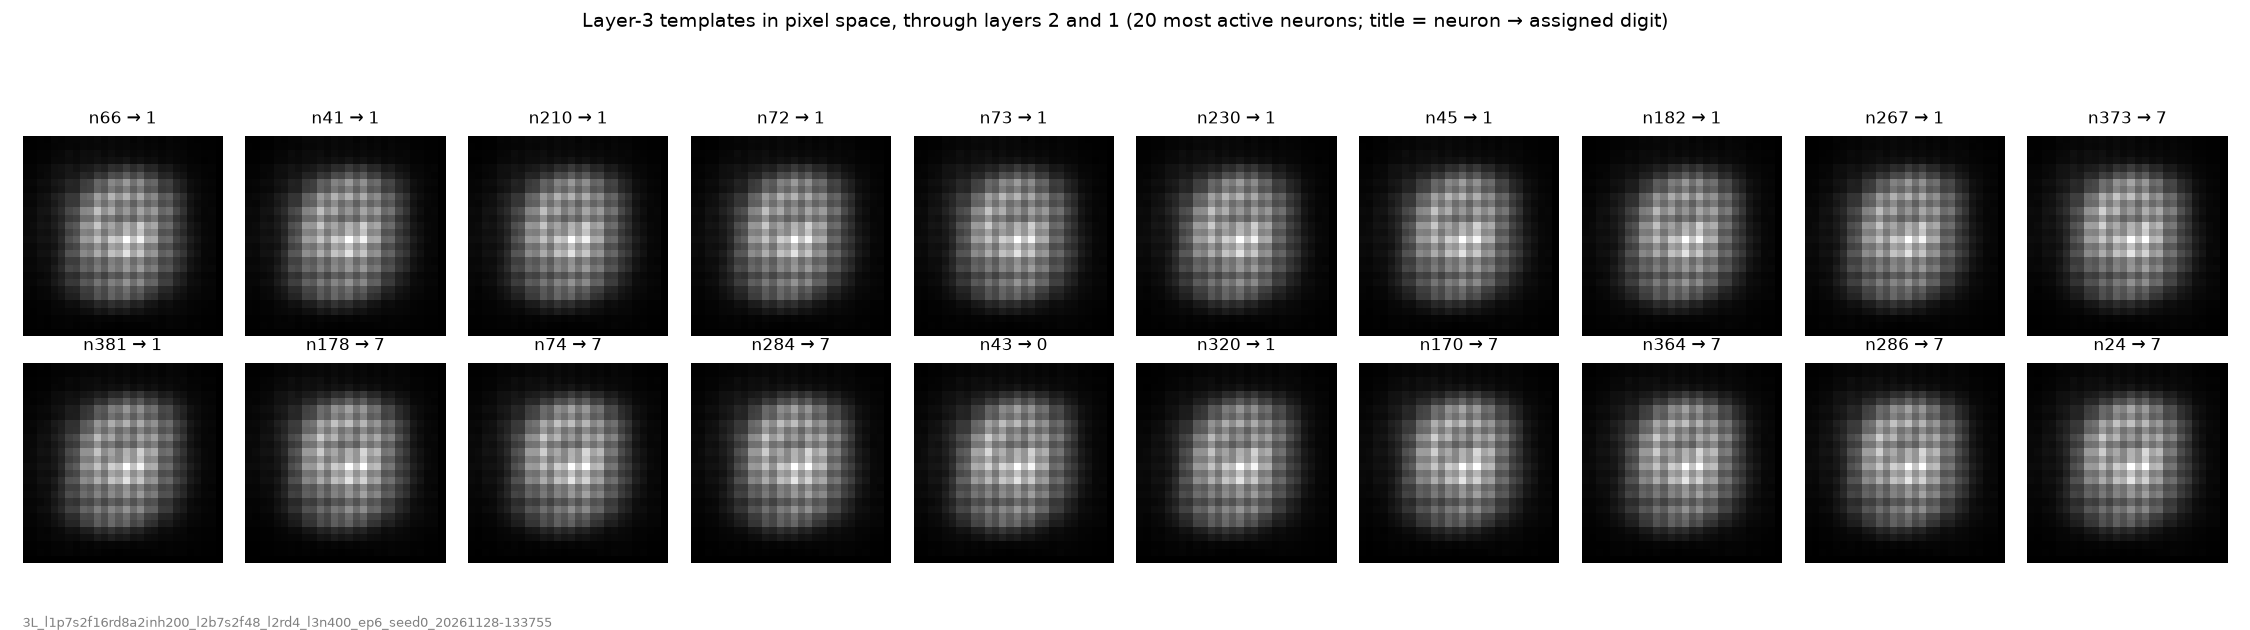 Layer-3 templates in pixel space, through layers 2 and 1 (20 most active neurons; title = neuron → assigned digit)
n66 → 1 n41 → 1 n210 → 1 n72 → 1 n73 → 1 n230 → 1 n45 → 1 n182 → 1 n267 → 1 n373 → 7
n381 → 1 n178 → 7 n74 → 7 n284 → 7 n43 → 0 n320 → 1 n170 → 7 n364 → 7 n286 → 7 n24 → 7
3L_l1p7s2f16rd8a2inh200_l2b7s2f48_l2rd4_l3n400_ep6_seed0_20261128-133755